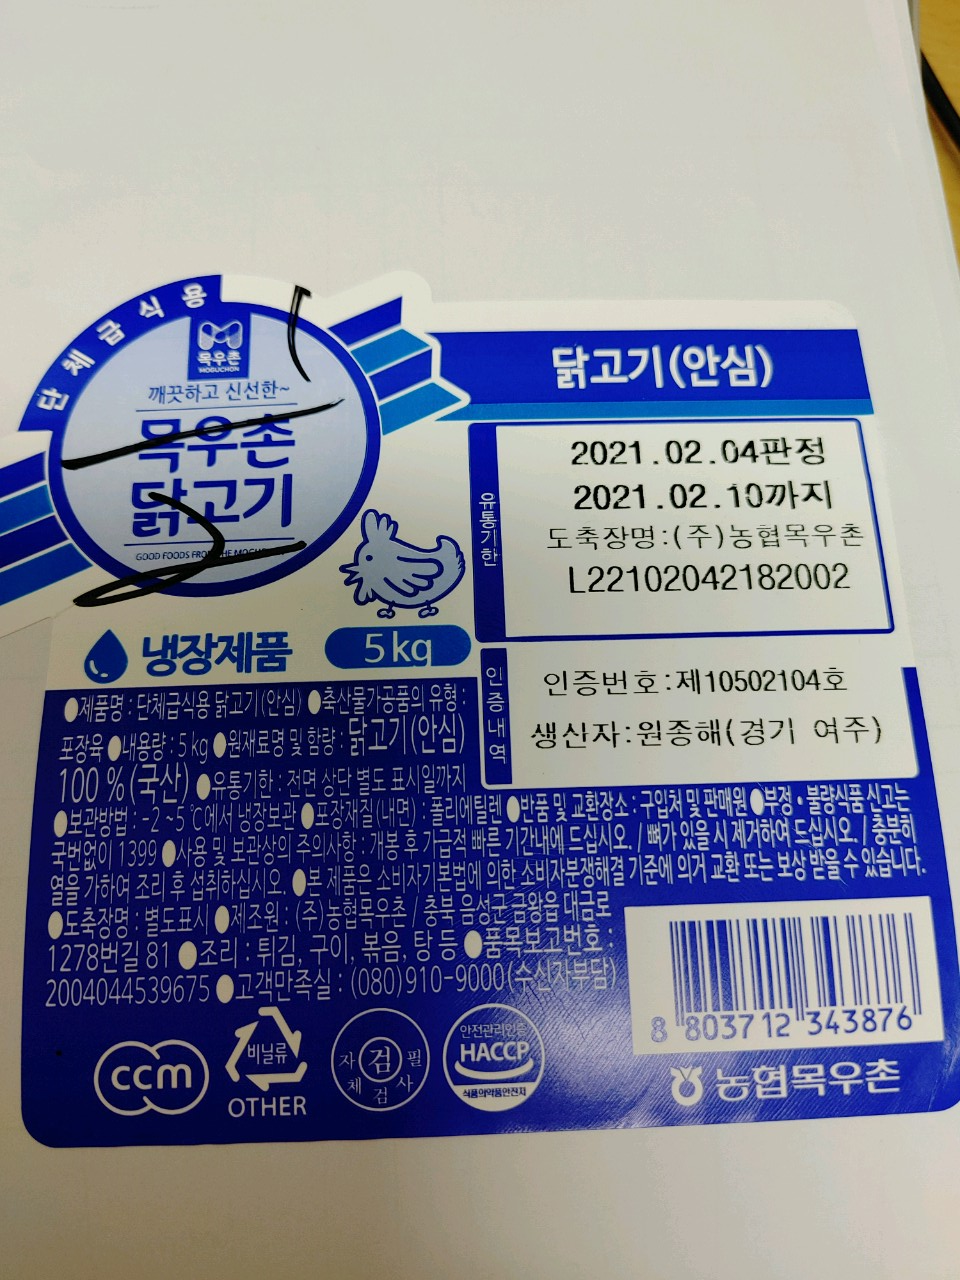 단체급식용
목우촌
MOGUCHON
깨끗하고 신선한~
목우촌
닭고기
GOOD FOODS FROM THE
닭고기(안심)
유통기한
2021.02.04판정
2021.02.10까지
도축장명:(주)농협목우촌
L22102042182002
냉장제품
5kg
인증내역
인증번호:제10502104호
생산자:원종해(경기 여주)
●제품명 : 단체급식용 닭고기(안심) ●축산물가공품의 유형 :
포장육 ●내용량 : 5 kg ●원재료명 및 함량 : 닭고기(안심)
100 %(국산) ●유통기한 : 전면 상단 별도 표시일까지
●보관방법 : -2 ~5 ℃에서 냉장보관 ●포장재질(내면) : 폴리에틸렌 ●반품 및 교환장소 : 구입처 및 판매원 ●부정·불량식품 신고는
국번없이 1399 ●사용 및 보관상의 주의사항 : 개봉 후 가급적 빠른 기간내에 드십시오. / 뼈가 있을 시 제거하여 드십시오. / 충분히
열을 가하여 조리 후 섭취하십시오. ●본 제품은 소비자기본법에 의한 소비자분쟁해결 기준에 의거 교환 또는 보상 받을 수 있습니다.
●도축장명 : 별도표시 ●제조원 : (주)농협목우촌 / 충북 음성군 금왕읍 대금로
1278번길 81 ●조리 : 튀김, 구이, 볶음, 탕 등 ●품목보고번호 :
2004044539675 ●고객만족실 : (080)910-9000(수신자부담)
8 803712 343876
ccm
비닐류
OTHER
자체검사필
검
안전관리인증
HACCP
식품의약품안전처
농협목우촌